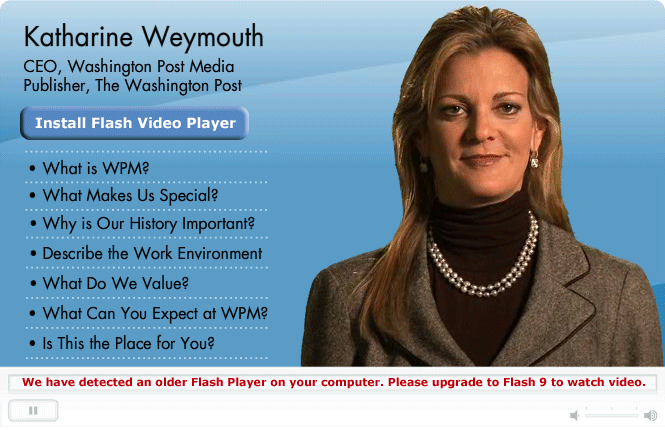 Katharine Weymouth
CEO, Washington Post Media
Publisher, The Washington Post
Install Flash Video Player
• What is WPM?
• What Makes Us Special?
• Why is Our History Important?
• Describe the Work Environment
• What Do We Value?
• What Can You Expect at WPM?
• Is This the Place for You?
We have detected an older Flash Player on your computer. Please upgrade to Flash 9 to watch video.